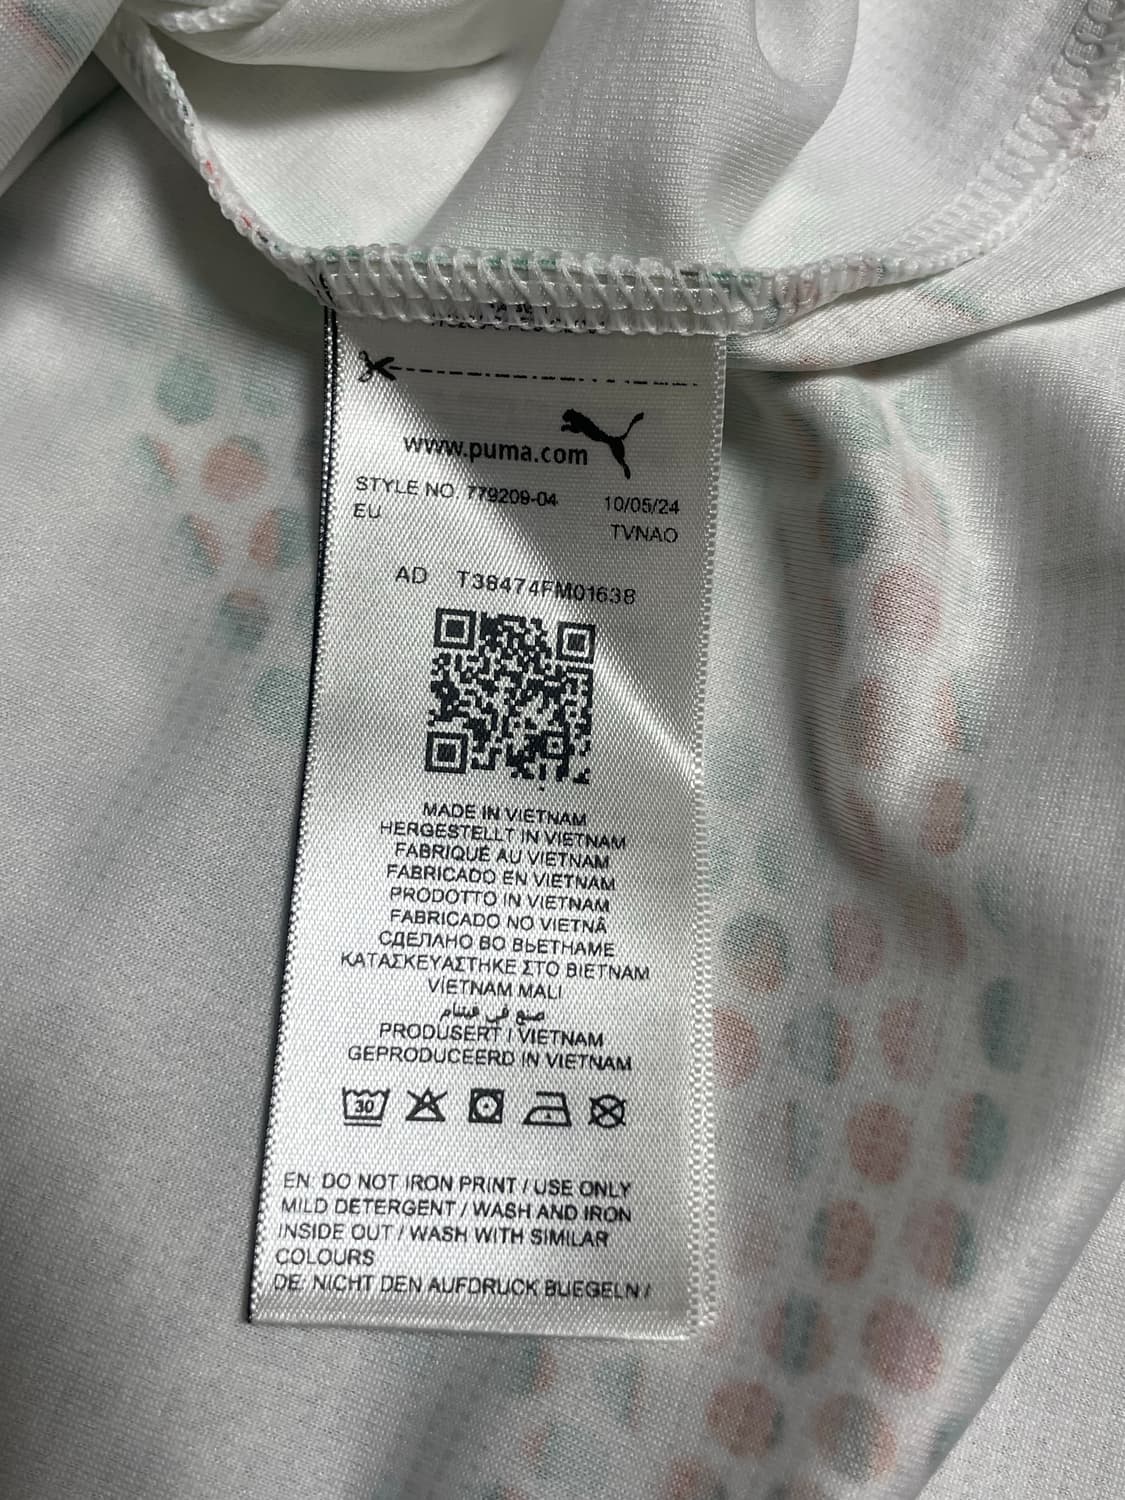 www.puma.com
STYLE NO. 779209-04 10/05/24
EU TVNAO
AD T38474FM01638
MADE IN VIETNAM
HERGESTELLT IN VIETNAM
FABRIQUÉ AU VIETNAM
FABRICADO EN VIETNAM
PRODOTTO IN VIETNAM
FABRICADO NO VIETNÃ
СДЕЛАНО ВО ВЬЕТНАМЕ
ΚΑΤΑΣΚΕΥΑΣΤΗΚΕ ΣΤΟ ΒΙΕΤΝΑΜ
VİETNAM MALI
صنع في فيتنام
PRODUSERT I VIETNAM
GEPRODUCEERD IN VIETNAM
30
EN: DO NOT IRON PRINT / USE ONLY
MILD DETERGENT / WASH AND IRON
INSIDE OUT / WASH WITH SIMILAR
COLOURS
DE: NICHT DEN AUFDRUCK BUEGELN /